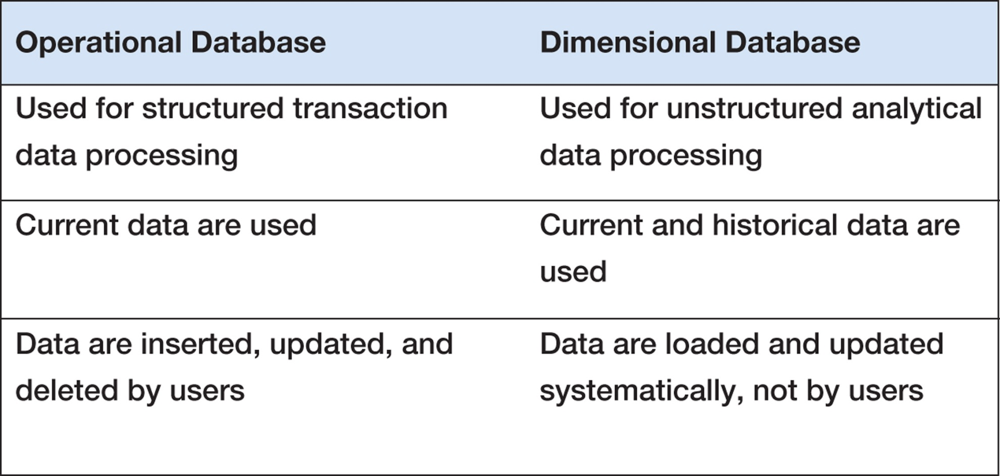 Operational Database
Dimensional Database
Used for structured transaction
data processing
Used for unstructured analytical
data processing
Current data are used
Current and historical data are
used
Data are inserted, updated, and
deleted by users
Data are loaded and updated
systematically, not by users